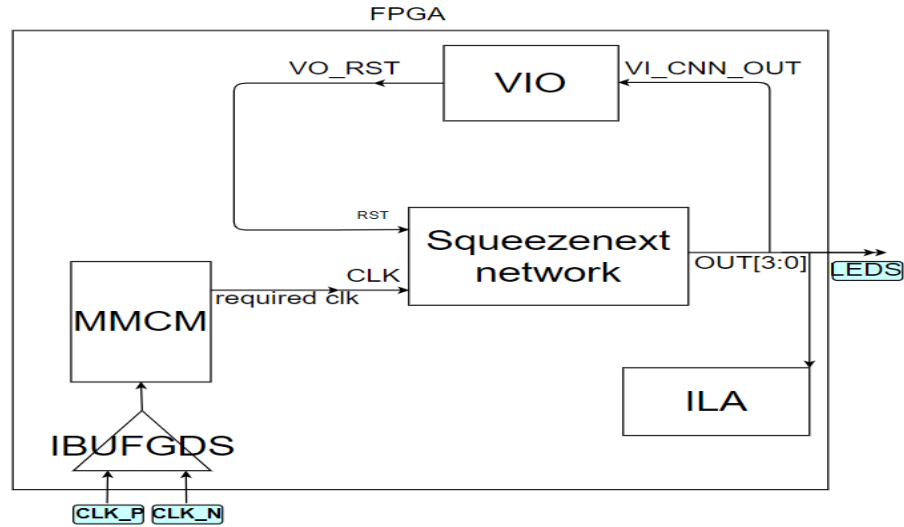 FPGA
VO_RST
VIO
VI_CNN_OUT
RST
Squeezenext
network
CLK
required clk
OUT[3:0]
LEDS
MMCM
ILA
IBUFGDS
CLK_P
CLK_N